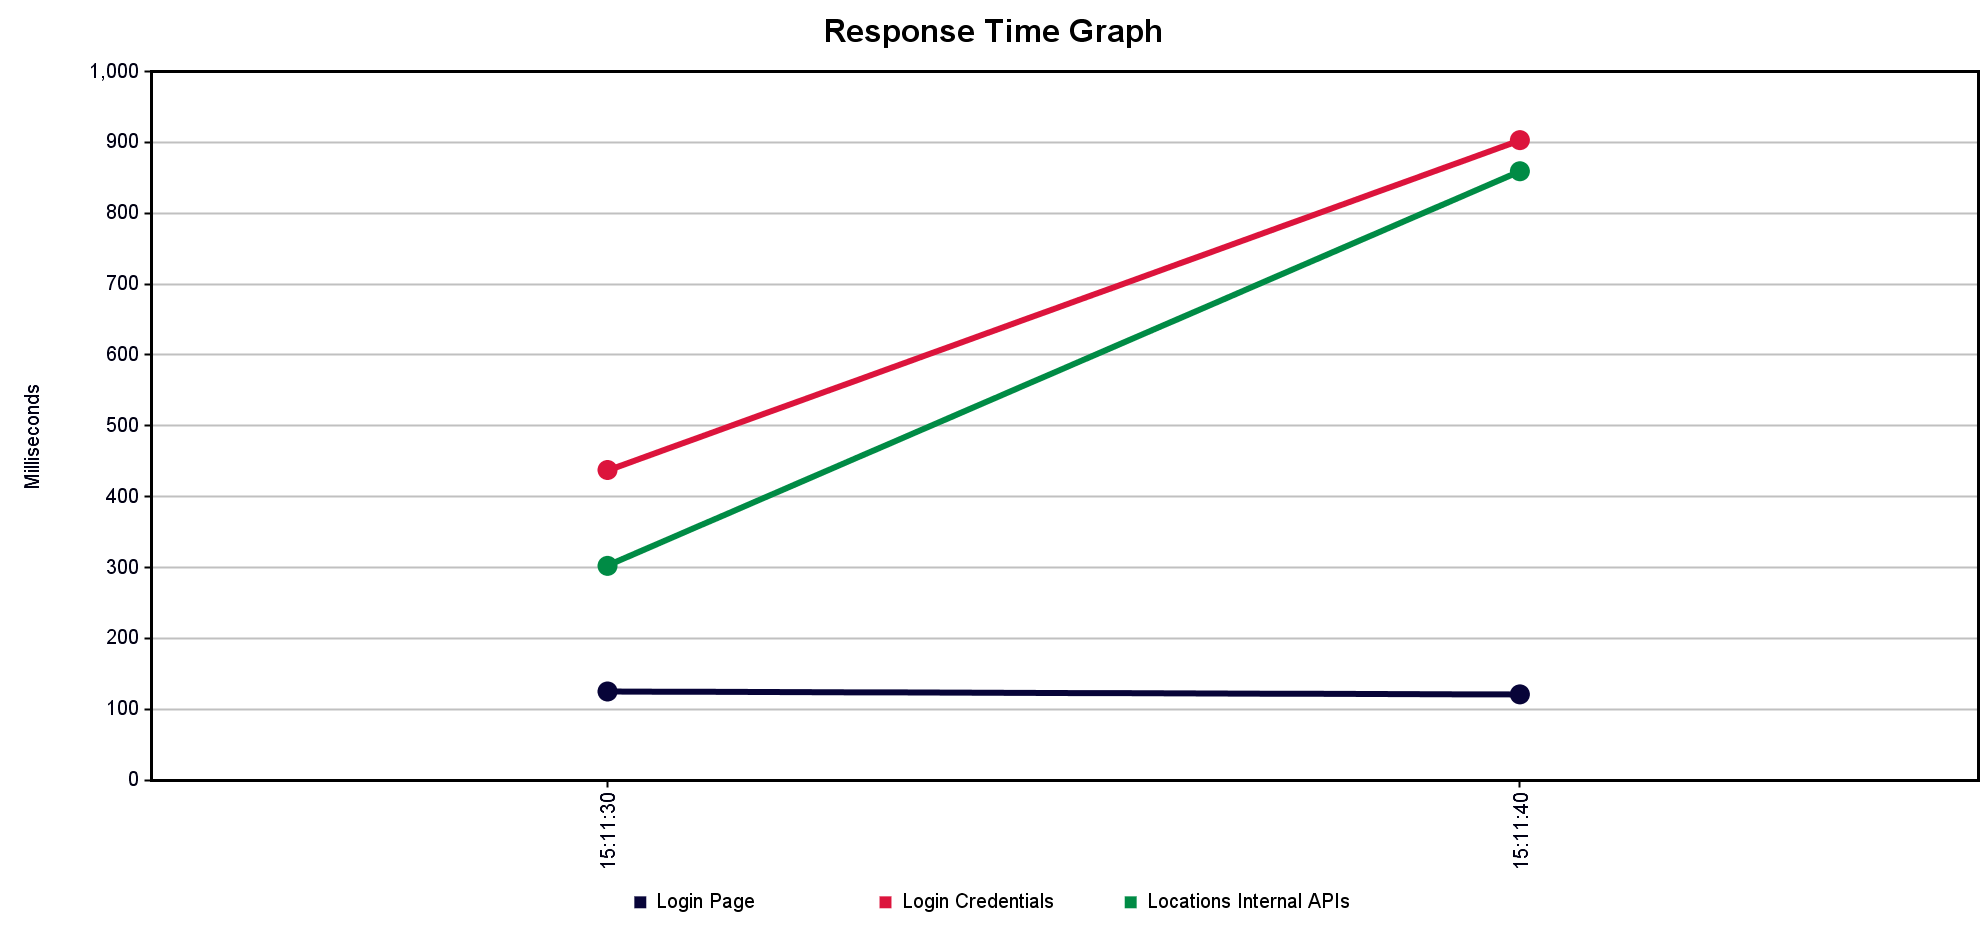 Response Time Graph
1,000
900
800
700
600
500
400
300
200
100
0
Milliseconds
15:11:30
15:11:40
Login Page
Login Credentials
Locations Internal APIs